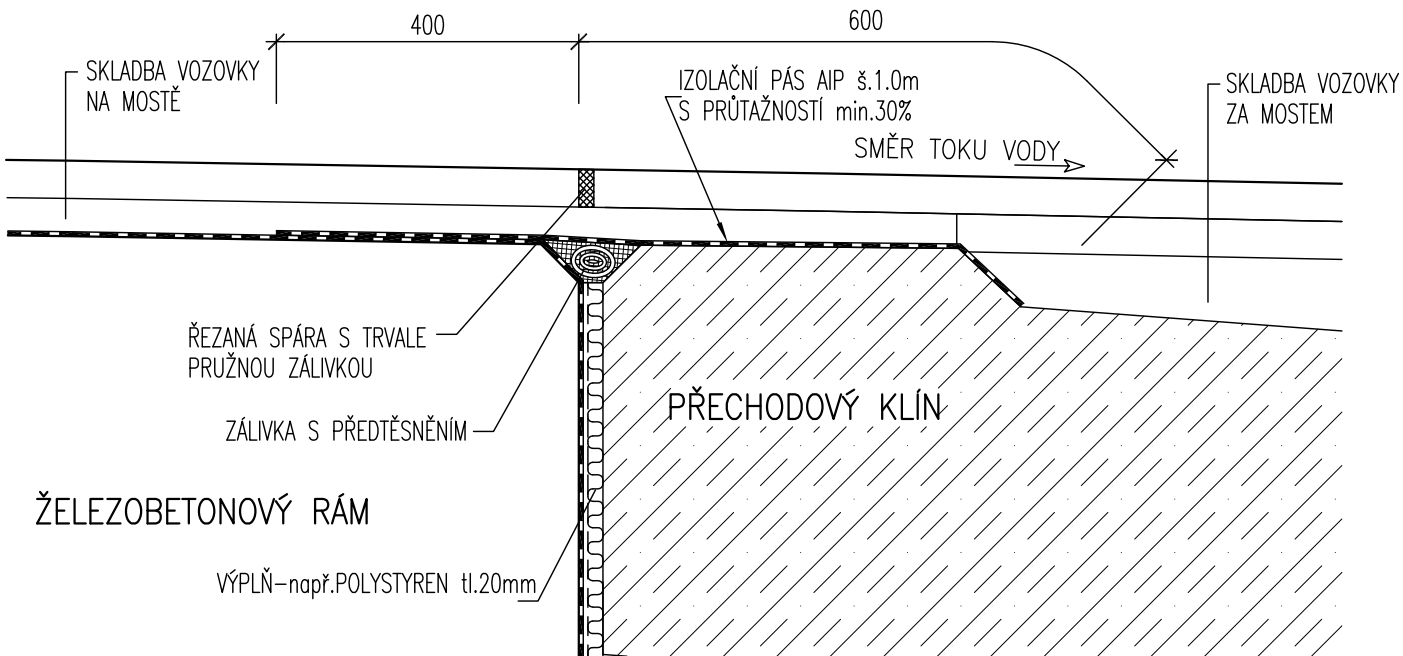 400
600
SKLADBA VOZOVKY
NA MOSTĚ
IZOLAČNÍ PÁS AIP š.1.0m
S PRŮTAŽNOSTÍ min.30%
SKLADBA VOZOVKY
ZA MOSTEM
SMĚR TOKU VODY
ŘEZANÁ SPÁRA S TRVALE
PRUŽNOU ZÁLIVKOU
PŘECHODOVÝ KLÍN
ZÁLIVKA S PŘEDTĚSNĚNÍM
ŽELEZOBETONOVÝ RÁM
VÝPLŇ-např.POLYSTYREN tl.20mm